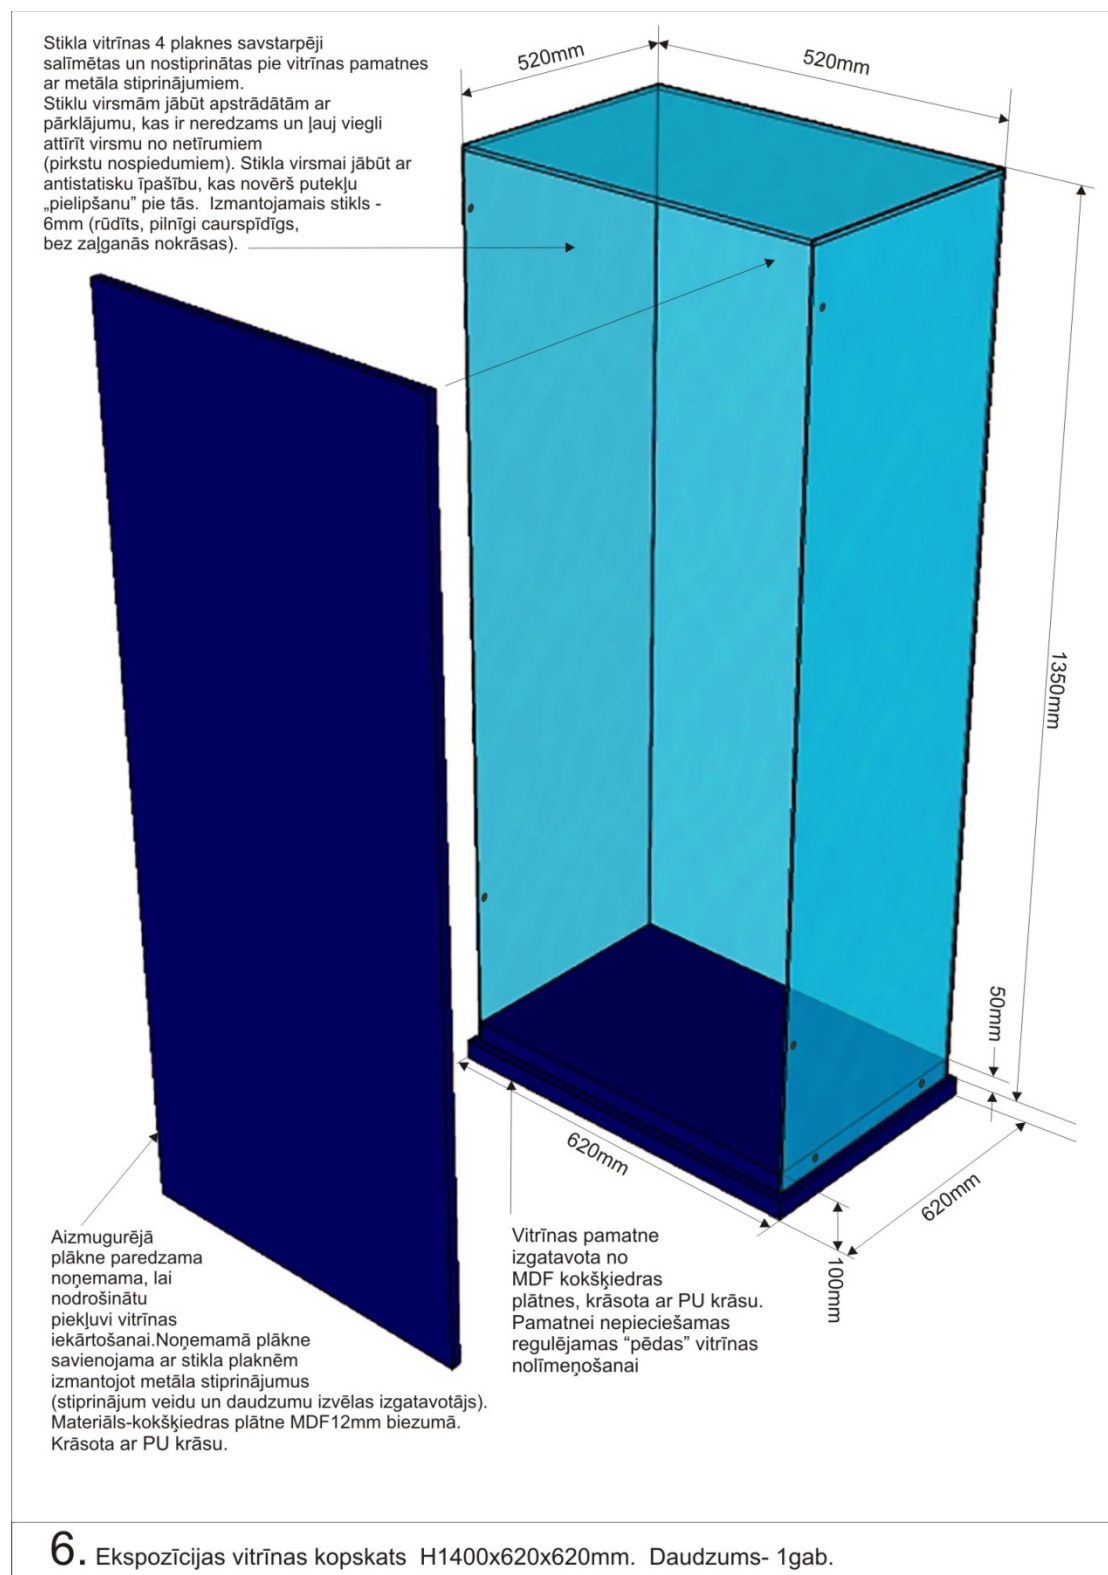 Stikla vitrīnas 4 plaknes savstarpēji
salīmētas un nostiprinātas pie vitrīnas pamatnes
ar metāla stiprinājumiem.
Stiklu virsmām jābūt apstrādātām ar
pārklājumu, kas ir neredzams un ļauj viegli
attīrīt virsmu no netīrumiem
(pirkstu nospiedumiem). Stikla virsmai jābūt ar
antistatisku īpašību, kas novērš putekļu
„pielipšanu” pie tās. Izmantojamais stikls -
6mm (rūdīts, pilnīgi caurspīdīgs,
bez zaļganās nokrāsas).
520mm
520mm
1350mm
50mm
620mm
620mm
100mm
Aizmugurējā
plākne paredzama
noņemama, lai
nodrošinātu
piekļuvi vitrīnas
iekārtošanai.Noņemamā plākne
savienojama ar stikla plaknēm
izmantojot metāla stiprinājumus
(stiprinājum veidu un daudzumu izvēlas izgatavotājs).
Materiāls-kokšķiedras plātne MDF12mm biezumā.
Krāsota ar PU krāsu.
Vitrīnas pamatne
izgatavota no
MDF kokšķiedras
plātnes, krāsota ar PU krāsu.
Pamatnei nepieciešamas
regulējamas “pēdas” vitrīnas
nolīmeņošanai
6. Ekspozīcijas vitrīnas kopskats H1400x620x620mm. Daudzums- 1gab.